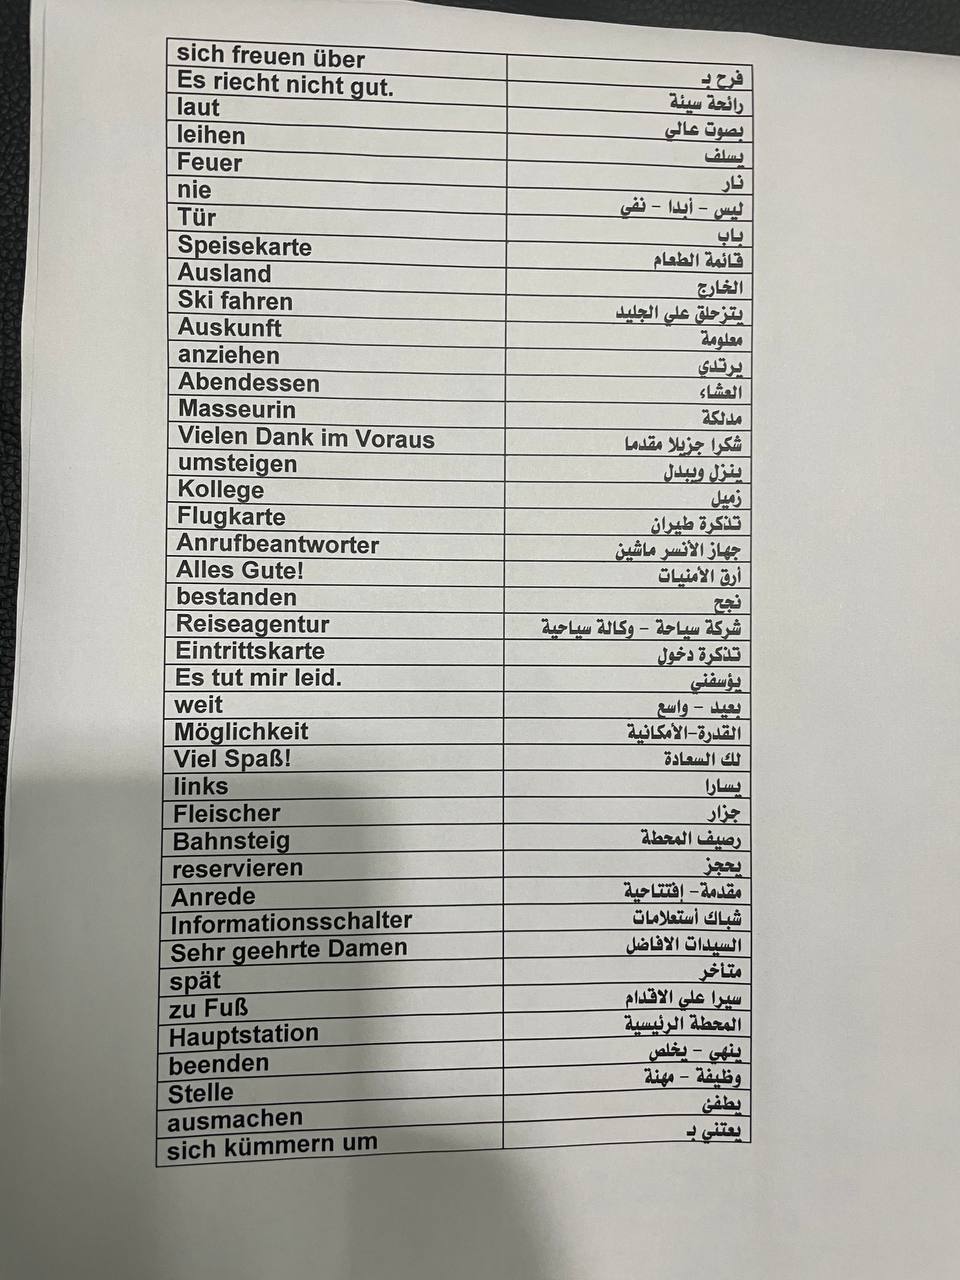 sich freuen über فرح بـ
Es riecht nicht gut. رائحة سيئة
laut بصوت عالي
leihen يسلف
Feuer نار
nie ليس - أبدا - نفي
Tür باب
Speisekarte قائمة الطعام
Ausland الخارج
Ski fahren يتزحلق علي الجليد
Auskunft معلومة
anziehen يرتدي
Abendessen العشاء
Masseurin مدلكة
Vielen Dank im Voraus شكرا جزيلا مقدما
umsteigen ينزل ويبدل
Kollege زميل
Flugkarte تذكرة طيران
Anrufbeantworter جهاز الأنسر ماشين
Alles Gute! أرق الأمنيات
bestanden نجح
Reiseagentur شركة سياحة - وكالة سياحية
Eintrittskarte تذكرة دخول
Es tut mir leid. يؤسفني
weit بعيد - واسع
Möglichkeit القدرة-الأمكانية
Viel Spaß! لك السعادة
links يسارا
Fleischer جزار
Bahnsteig رصيف المحطة
reservieren يحجز
Anrede مقدمة- إفتتاحية
Informationsschalter شباك أستعلامات
Sehr geehrte Damen السيدات الافاضل
spät متأخر
zu Fuß سيرا علي الاقدام
Hauptstation المحطة الرئيسية
beenden ينهي - يخلص
Stelle وظيفة - مهنة
ausmachen يطفئ
sich kümmern um يعتني بـ